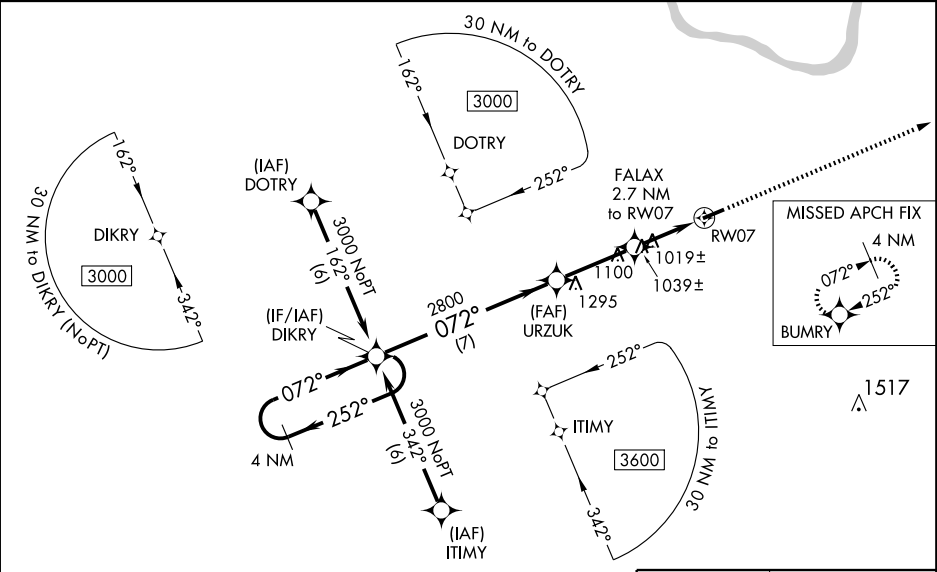 30 NM to DOTRY
162°
3000
DOTRY
252°
162°
DIKRY
3000
342°
30 NM to DIKRY (NoPT)
(IAF)
DOTRY
3000 NoPT
162°
(6)
FALAX
2.7 NM
to RW07
RW07
1019±
1100
1039±
1295
(FAF)
URZUK
2800
072°
(7)
(IF/IAF)
DIKRY
072°
252°
4 NM
3000 NoPT
342°
(6)
(IAF)
ITIMY
MISSED APCH FIX
4 NM
072°
252°
BUMRY
1517
252°
ITIMY
3600
342°
30 NM to ITIMY